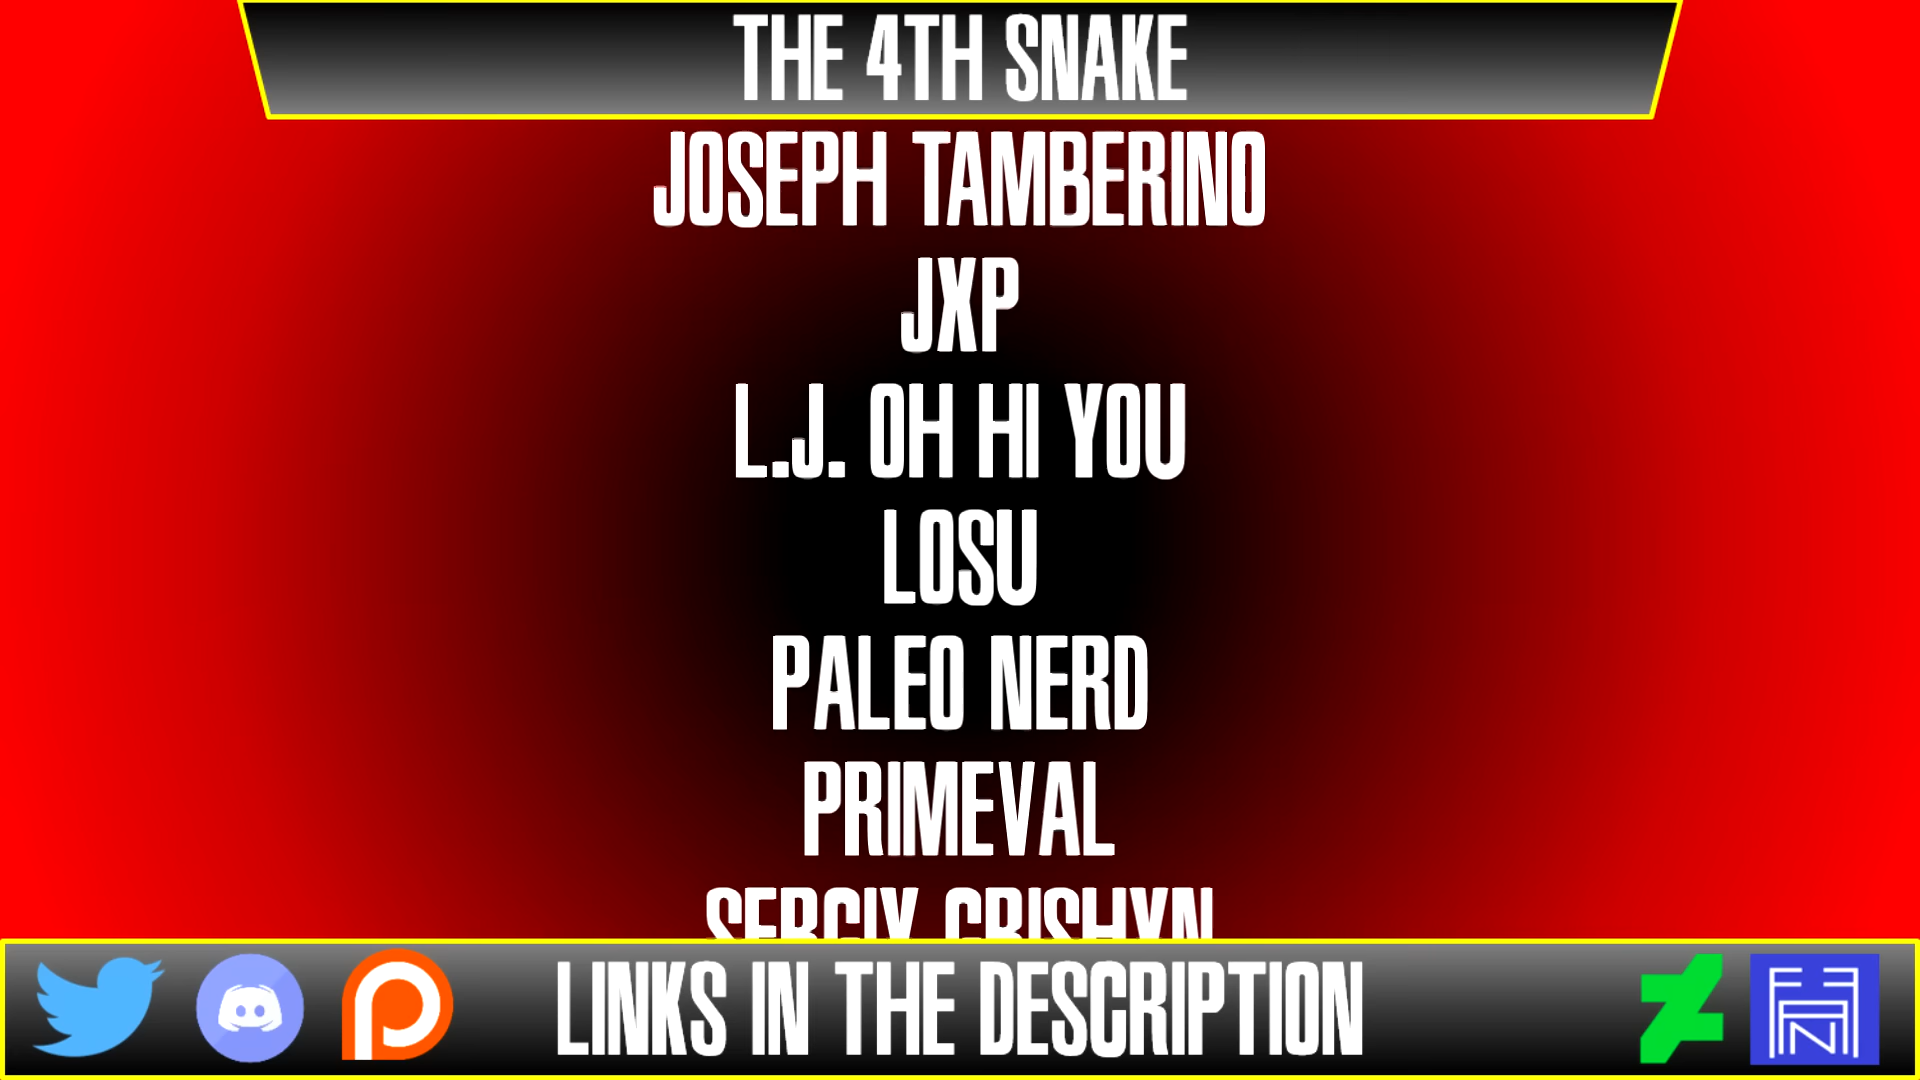 THE 4TH SNAKE
JOSEPH TAMBERINO
JXP
L.J. OH HI YOU
LOSU
PALEO NERD
PRIMEVAL
LINKS IN THE DESCRIPTION